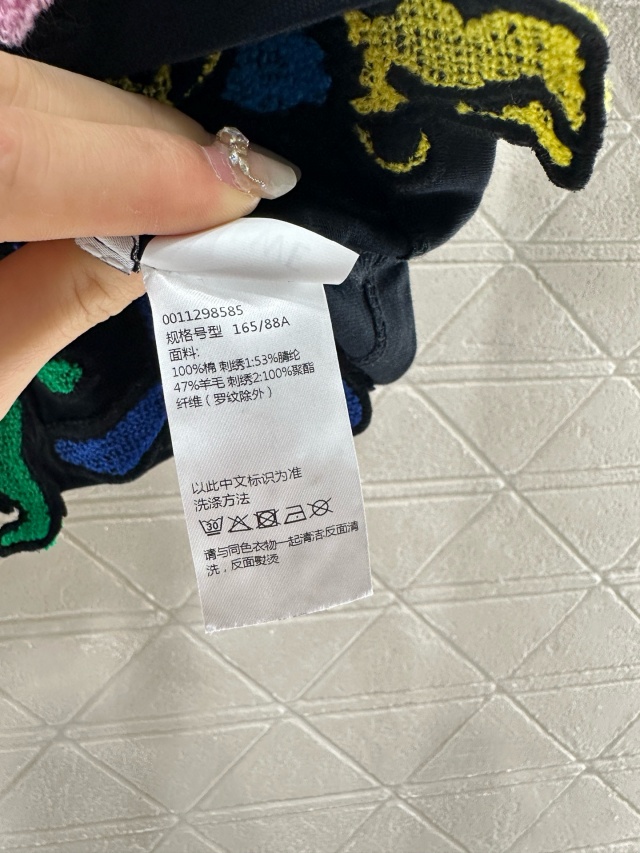 0011298585
规格号型 165/88A
面料:
100%棉 刺绣1:53%腈纶
47%羊毛 刺绣2:100%聚酯
纤维（罗纹除外）
以此中文标识为准
洗涤方法
30
请与同色衣物一起清洁;反面清
洗，反面熨烫